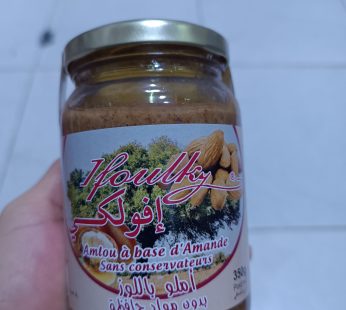 Ifoulky
إفولكي
Amlou à base d'Amande
Sans conservateurs
أملو باللوز
بدون مواد حافظة
350g